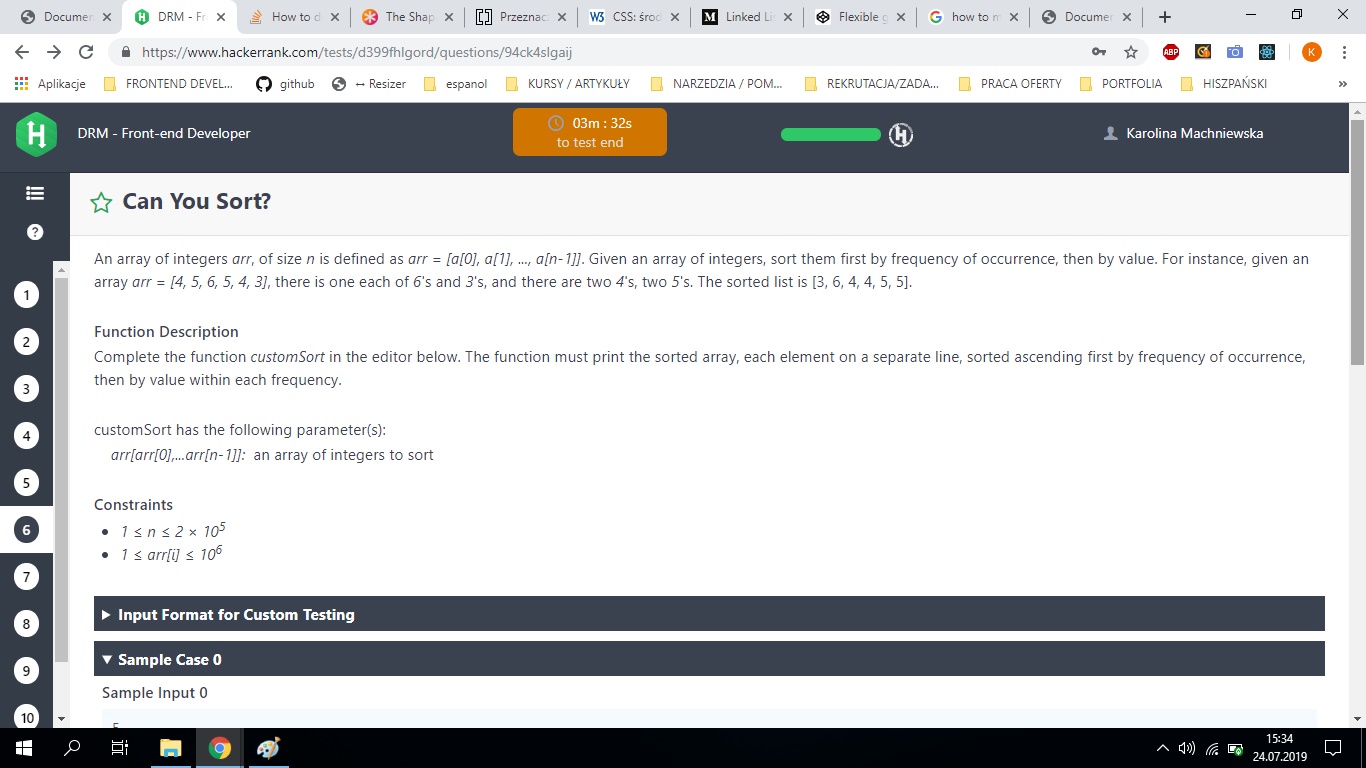 Documen
DRM - Fr
How to d
The Shap
Przeznac
CSS: środ
Linked Li
Flexible g
how to m
Documen
https://www.hackerrank.com/tests/d399fhlgord/questions/94ck4slgaij
ABP
K
Aplikacje
FRONTEND DEVEL...
github
↔ Resizer
espanol
KURSY / ARTYKUŁY
NARZEDZIA / POM...
REKRUTACJA/ZADA...
PRACA OFERTY
PORTFOLIA
HISZPAŃSKI
»
DRM - Front-end Developer
03m : 32s
to test end
Karolina Machniewska
Can You Sort?
An array of integers arr, of size n is defined as arr = [a[0], a[1], ..., a[n-1]]. Given an array of integers, sort them first by frequency of occurrence, then by value. For instance, given an
array arr = [4, 5, 6, 5, 4, 3], there is one each of 6's and 3's, and there are two 4's, two 5's. The sorted list is [3, 6, 4, 4, 5, 5].
Function Description
Complete the function customSort in the editor below. The function must print the sorted array, each element on a separate line, sorted ascending first by frequency of occurrence,
then by value within each frequency.
customSort has the following parameter(s):
arr[arr[0],...arr[n-1]]: an array of integers to sort
Constraints
• 1 ≤ n ≤ 2 × 10⁵
• 1 ≤ arr[i] ≤ 10⁶
Input Format for Custom Testing
Sample Case 0
Sample Input 0
1
2
3
4
5
6
7
8
9
10
15:34
24.07.2019